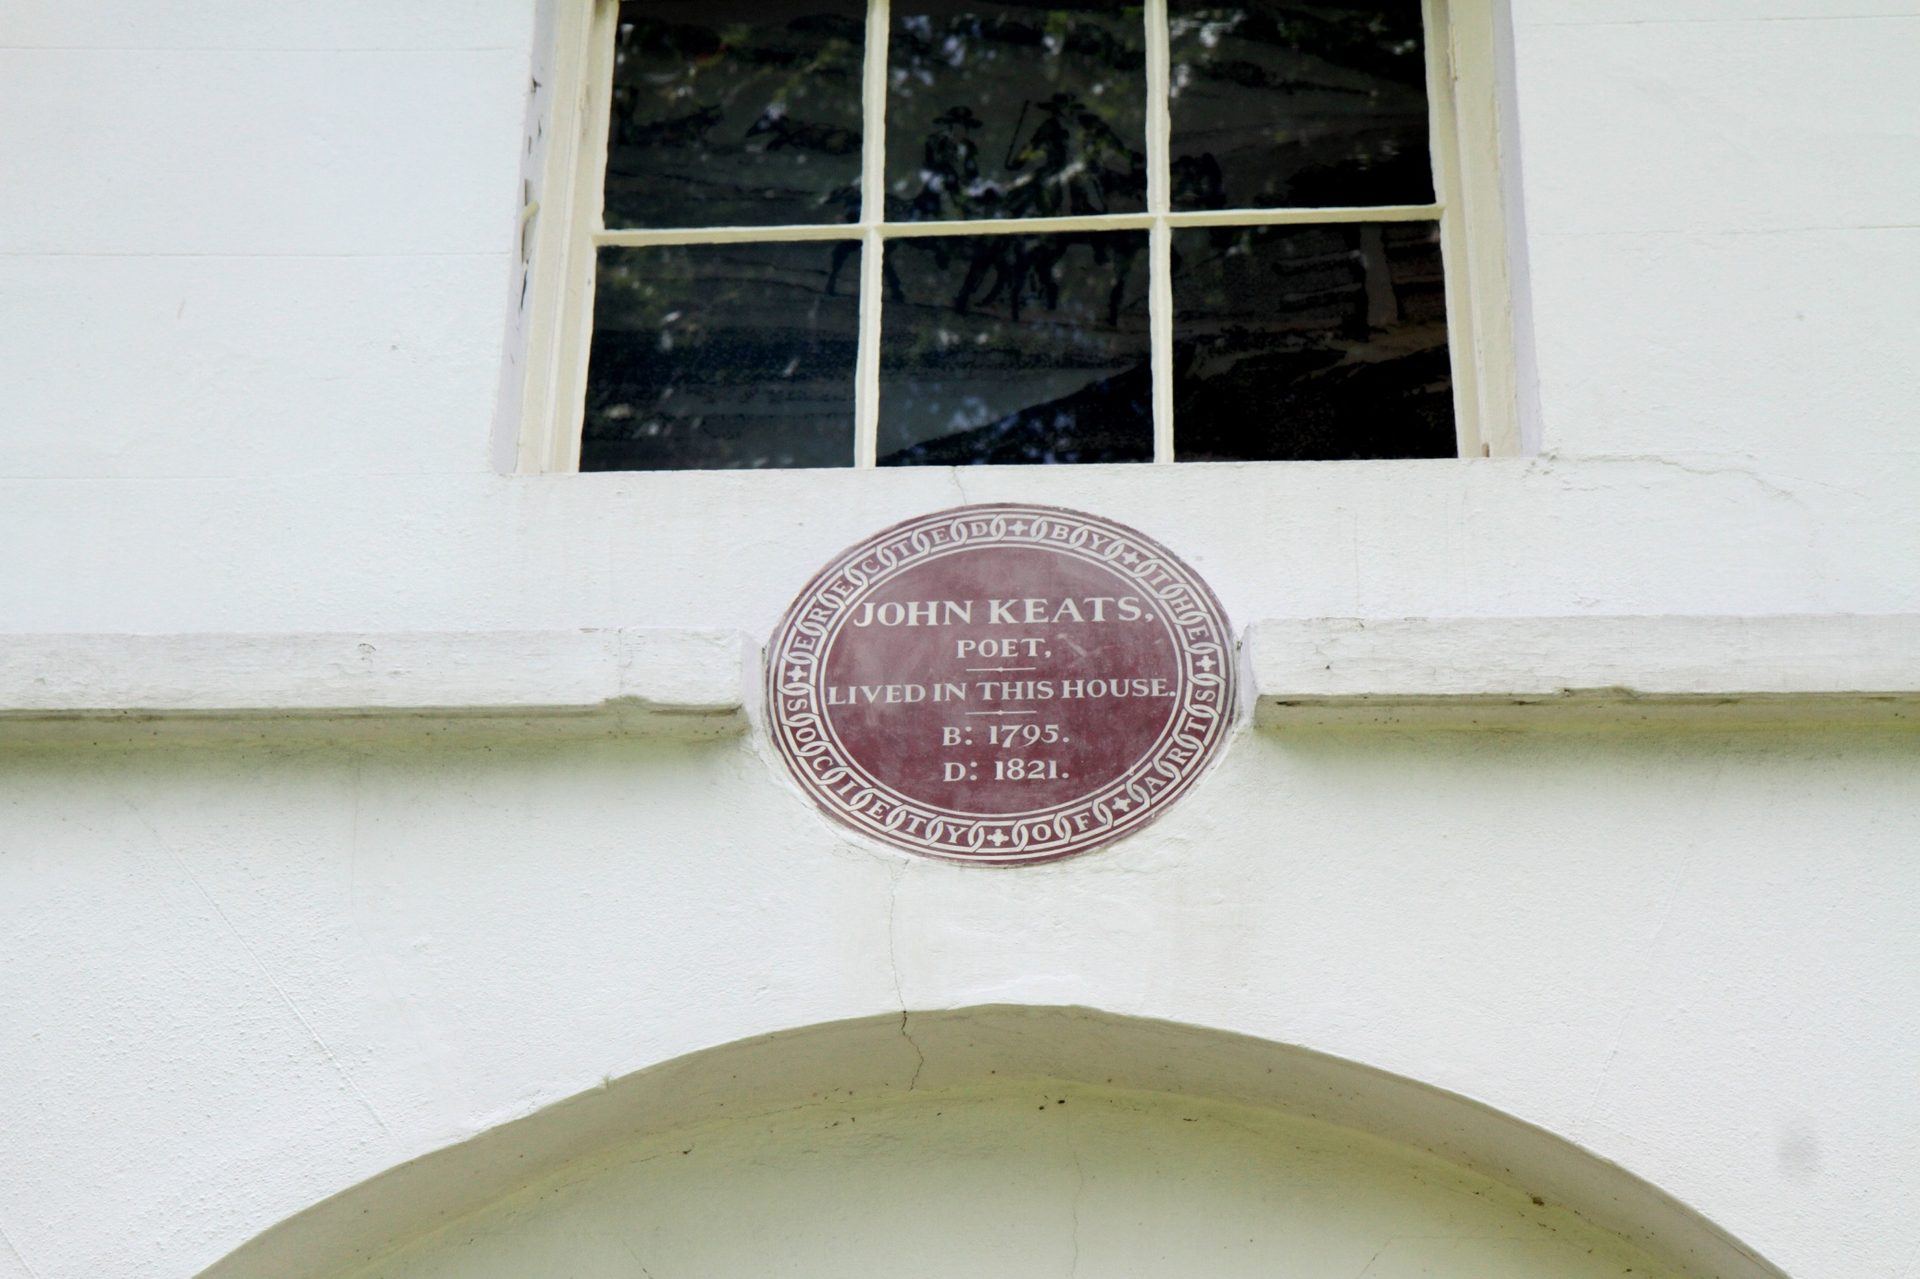 ERECTED BY THE
JOHN KEATS,
POET,
LIVED IN THIS HOUSE.
B: 1795.
D: 1821.
SOCIETY OF ARTS